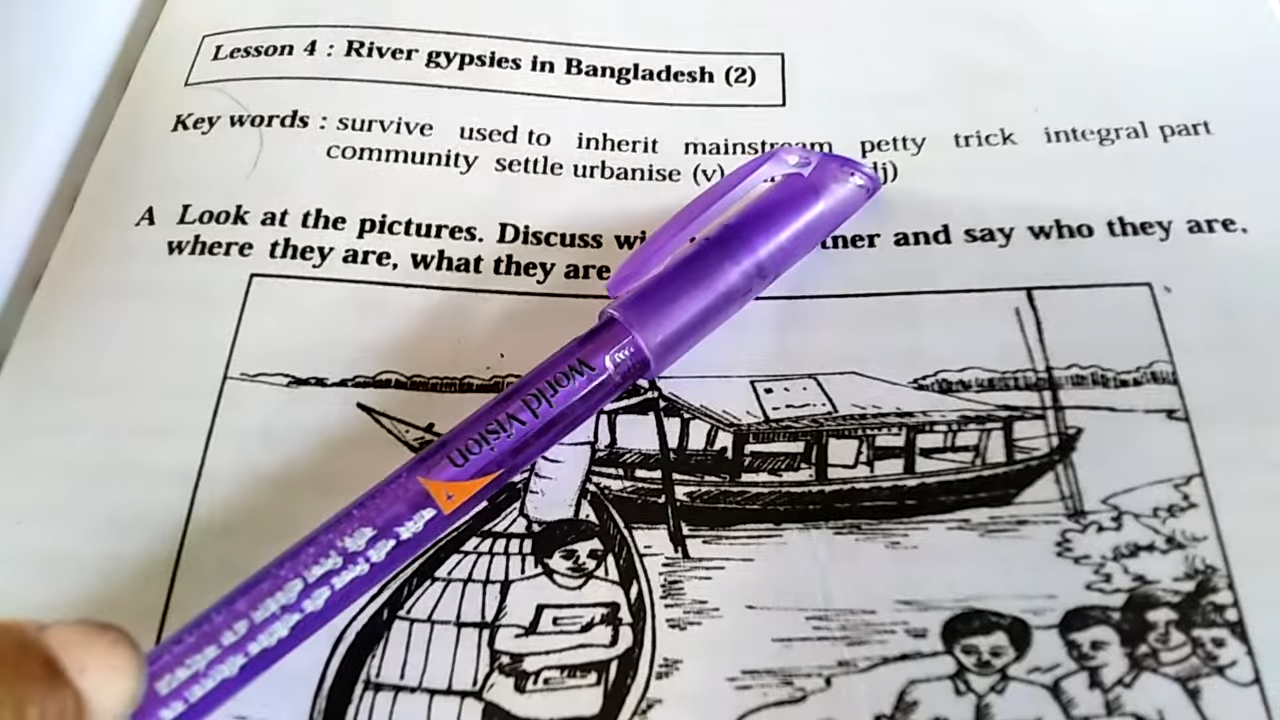 Lesson 4 : River gypsies in Bangladesh (2)
Key words : survive used to inherit mainstream petty trick integral part
community settle urbanise (v)
A Look at the pictures. Discuss and say who they are,
where they are, what they are
World Vision